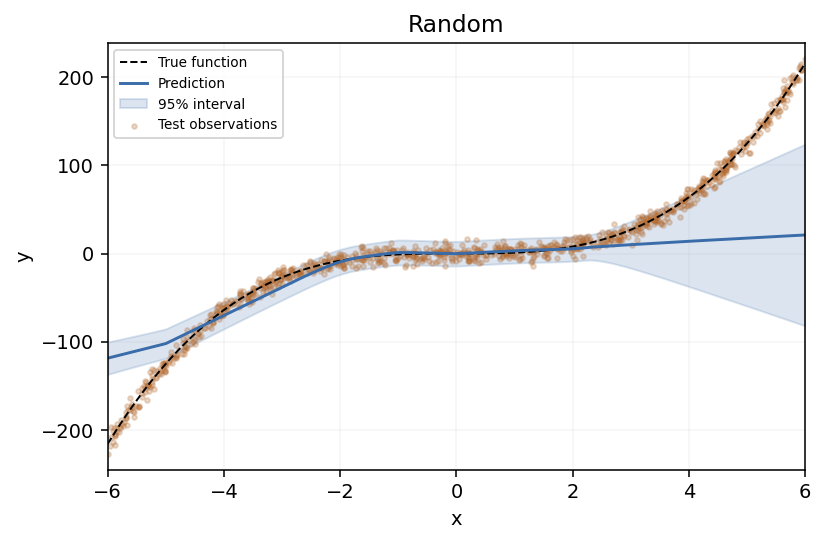 Random
True function
Prediction
95% interval
Test observations
200
100
0
−100
−200
y
−6 −4 −2 0 2 4 6
x